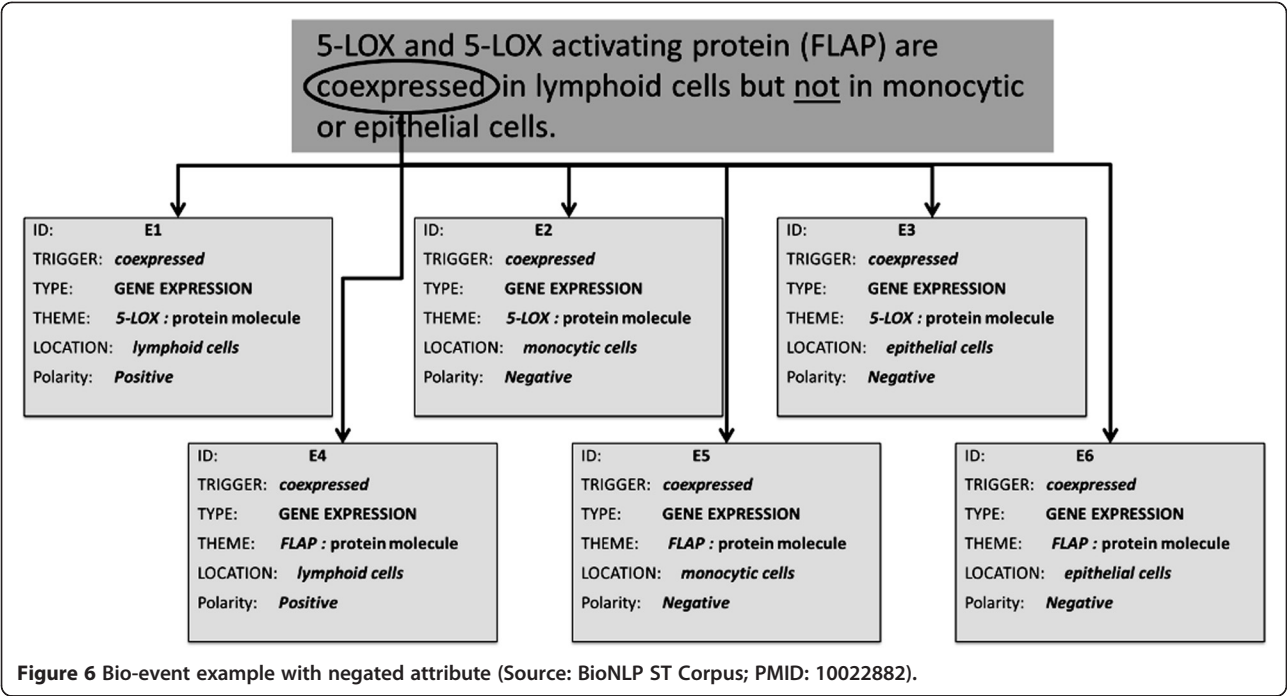 5-LOX and 5-LOX activating protein (FLAP) are
coexpressed in lymphoid cells but not in monocytic
or epithelial cells.
ID: E1
TRIGGER: coexpressed
TYPE: GENE EXPRESSION
THEME: 5-LOX : protein molecule
LOCATION: lymphoid cells
Polarity: Positive
ID: E2
TRIGGER: coexpressed
TYPE: GENE EXPRESSION
THEME: 5-LOX : protein molecule
LOCATION: monocytic cells
Polarity: Negative
ID: E3
TRIGGER: coexpressed
TYPE: GENE EXPRESSION
THEME: 5-LOX : protein molecule
LOCATION: epithelial cells
Polarity: Negative
ID: E4
TRIGGER: coexpressed
TYPE: GENE EXPRESSION
THEME: FLAP : protein molecule
LOCATION: lymphoid cells
Polarity: Positive
ID: E5
TRIGGER: coexpressed
TYPE: GENE EXPRESSION
THEME: FLAP : protein molecule
LOCATION: monocytic cells
Polarity: Negative
ID: E6
TRIGGER: coexpressed
TYPE: GENE EXPRESSION
THEME: FLAP : protein molecule
LOCATION: epithelial cells
Polarity: Negative
Figure 6 Bio-event example with negated attribute (Source: BioNLP ST Corpus; PMID: 10022882).